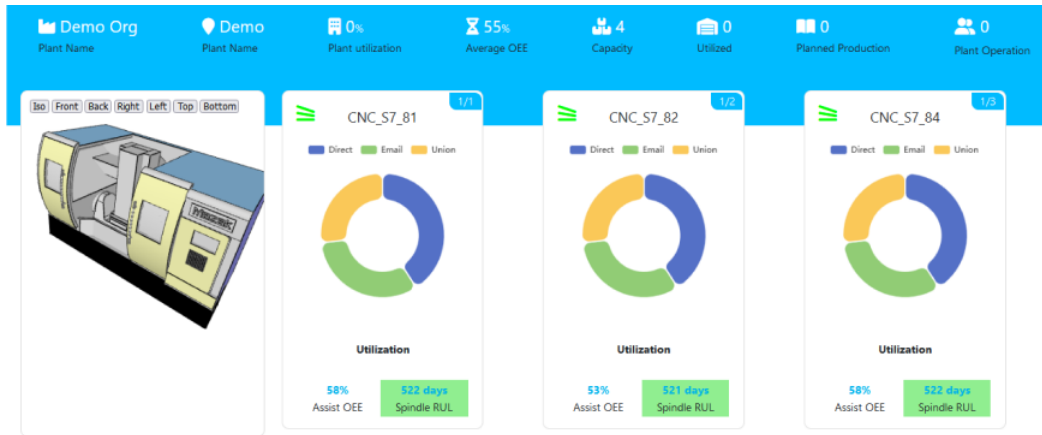 Demo Org
Plant Name
Demo
Plant Name
0%
Plant utilization
55%
Average OEE
4
Capacity
0
Utilized
0
Planned Production
0
Plant Operation
Iso Front Back Right Left Top Bottom
1/1
CNC_S7_81
Direct Email Union
Utilization
58%
Assist OEE
522 days
Spindle RUL
1/2
CNC_S7_82
Direct Email Union
Utilization
53%
Assist OEE
521 days
Spindle RUL
1/3
CNC_S7_84
Direct Email Union
Utilization
58%
Assist OEE
522 days
Spindle RUL